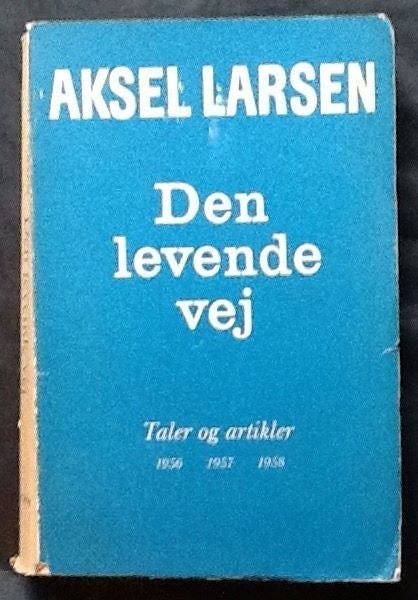 AKSEL LARSEN
Den
levende
vej
Taler og artikler
1956 1957 1958